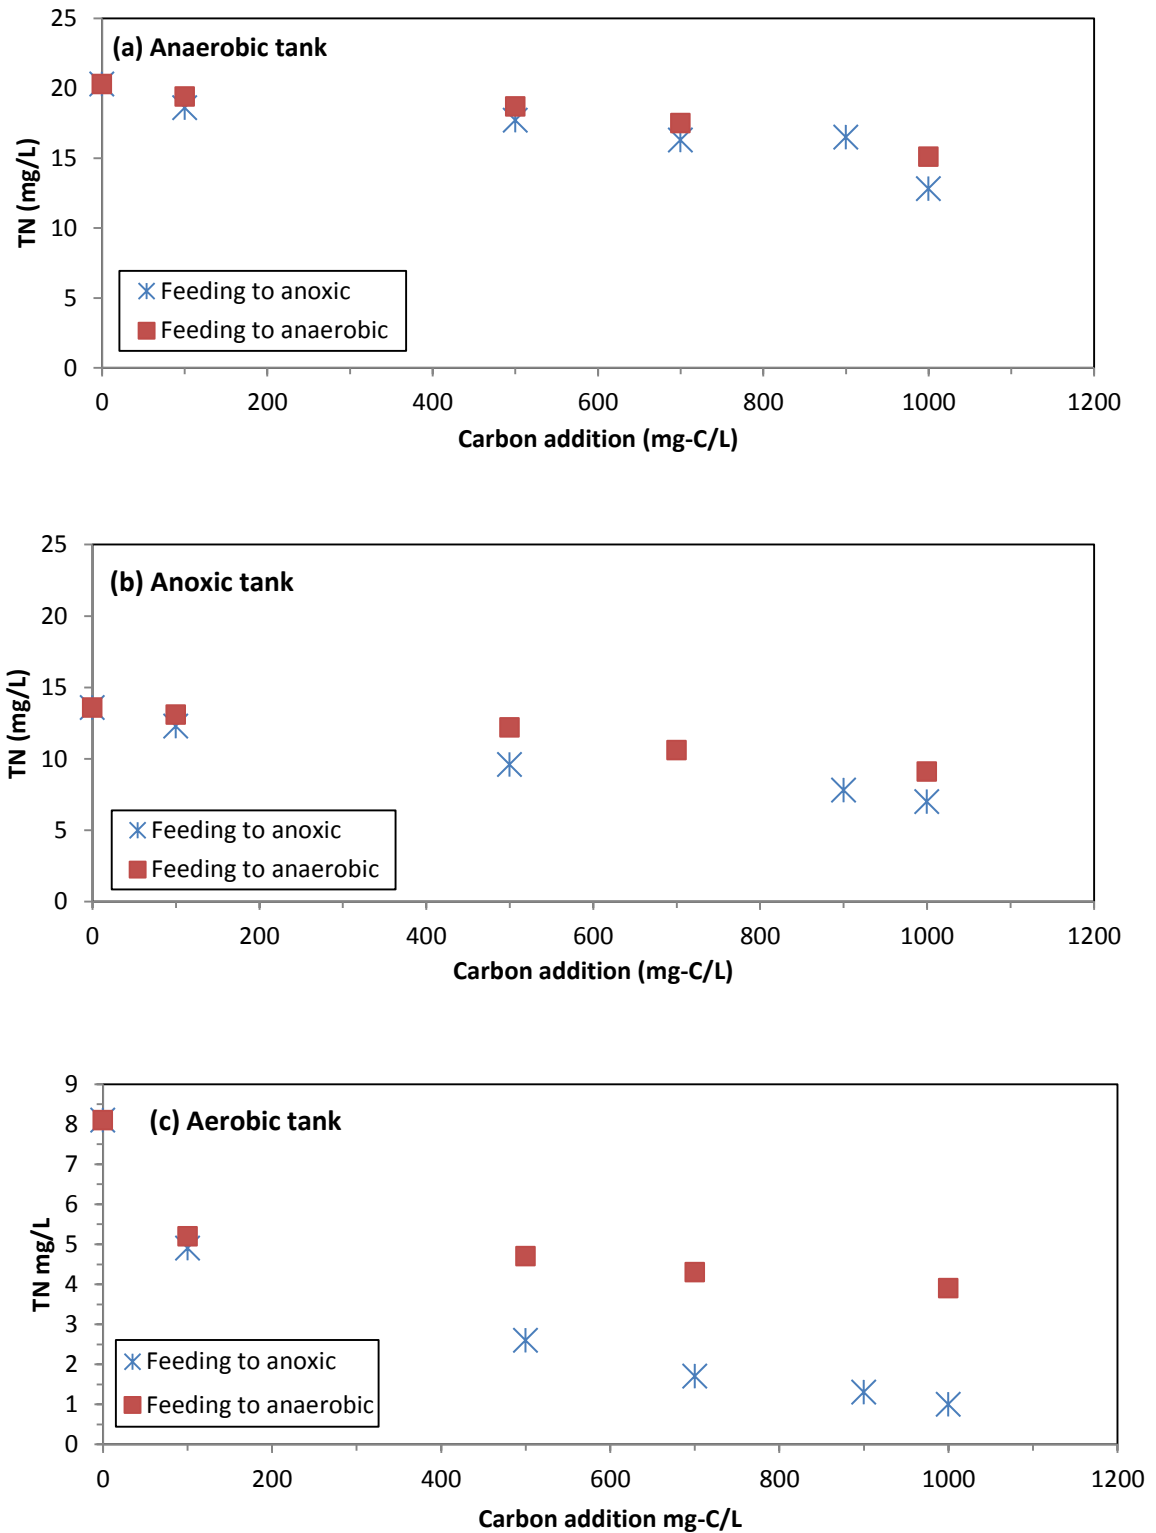 25
(a) Anaerobic tank
20
15
TN (mg/L)
10
5
Feeding to anoxic
Feeding to anaerobic
0
0 200 400 600 800 1000 1200
Carbon addition (mg-C/L)
25
(b) Anoxic tank
20
15
TN (mg/L)
10
5
Feeding to anoxic
Feeding to anaerobic
0
0 200 400 600 800 1000 1200
Carbon addition (mg-C/L)
9
(c) Aerobic tank
8
7
6
5
TN mg/L
4
3
2
1
Feeding to anoxic
Feeding to anaerobic
0
0 200 400 600 800 1000 1200
Carbon addition mg-C/L